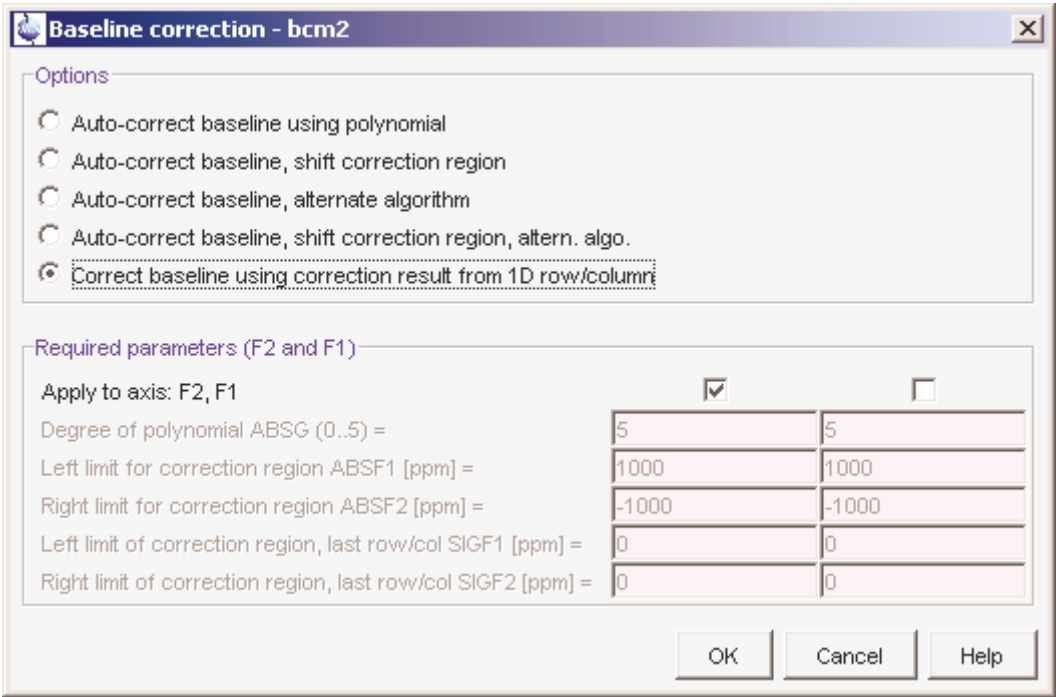 Baseline correction - bcm2
Options
Auto-correct baseline using polynomial
Auto-correct baseline, shift correction region
Auto-correct baseline, alternate algorithm
Auto-correct baseline, shift correction region, altern. algo.
Correct baseline using correction result from 1D row/column
Required parameters (F2 and F1)
Apply to axis: F2, F1
Degree of polynomial ABSG (0..5) = 5 5
Left limit for correction region ABSF1 [ppm] = 1000 1000
Right limit for correction region ABSF2 [ppm] = -1000 -1000
Left limit of correction region, last row/col SIGF1 [ppm] = 0 0
Right limit of correction region, last row/col SIGF2 [ppm] = 0 0
OK Cancel Help